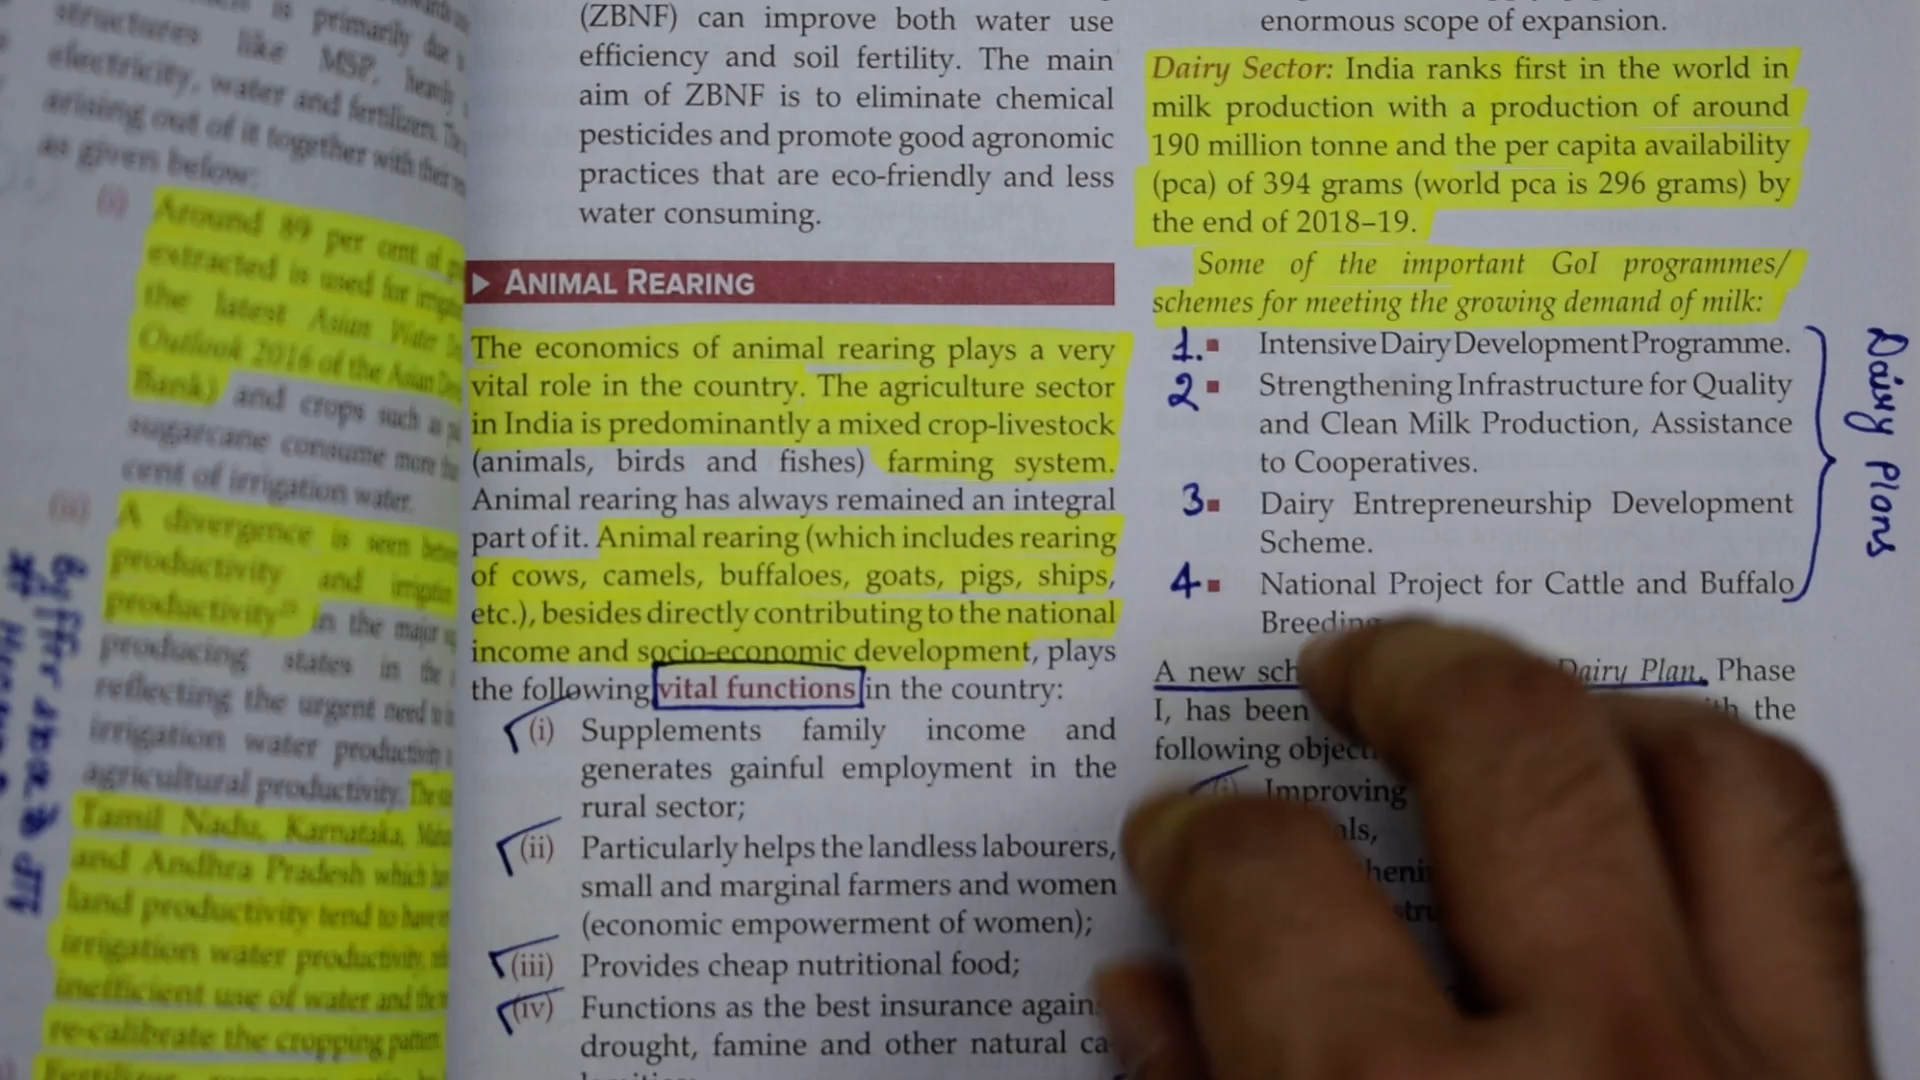 structures like MSP,
electricity, water and fertilizers.
arising out of it together with
as given below:
(i) Around 89 per cent of
extracted is used for
the latest Asian Water
Outlook 2016 of the Asian
Bank) and crops such as
sugarcane consume more
cent of irrigation water.
A divergence is seen
productivity and
productivity in the major
producing states in the
reflecting the urgent need to
irrigation water productivity
agricultural productivity.
Tamil Nadu, Karnataka,
and Andhra Pradesh which
land productivity tend to have
irrigation water productivity,
inefficient use of water and
re-calibrate the cropping pattern
(ZBNF) can improve both water use
efficiency and soil fertility. The main
aim of ZBNF is to eliminate chemical
pesticides and promote good agronomic
practices that are eco-friendly and less
water consuming.
▶ ANIMAL REARING
The economics of animal rearing plays a very
vital role in the country. The agriculture sector
in India is predominantly a mixed crop-livestock
(animals, birds and fishes) farming system.
Animal rearing has always remained an integral
part of it. Animal rearing (which includes rearing
of cows, camels, buffaloes, goats, pigs, ships,
etc.), besides directly contributing to the national
income and socio-economic development, plays
the following vital functions in the country:
(i) Supplements family income and
generates gainful employment in the
rural sector;
(ii) Particularly helps the landless labourers,
small and marginal farmers and women
(economic empowerment of women);
(iii) Provides cheap nutritional food;
(iv) Functions as the best insurance
drought, famine and other natural ca-
enormous scope of expansion.
Dairy Sector: India ranks first in the world in
milk production with a production of around
190 million tonne and the per capita availability
(pca) of 394 grams (world pca is 296 grams) by
the end of 2018–19.
Some of the important GoI programmes/
schemes for meeting the growing demand of milk:
1. ▪ Intensive Dairy Development Programme.
2 ▪ Strengthening Infrastructure for Quality
and Clean Milk Production, Assistance
to Cooperatives.
3 ▪ Dairy Entrepreneurship Development
Scheme.
4 ▪ National Project for Cattle and Buffalo
Breeding
A new Dairy Plan, Phase
I, has been the
following
Improving
Dairy Plans